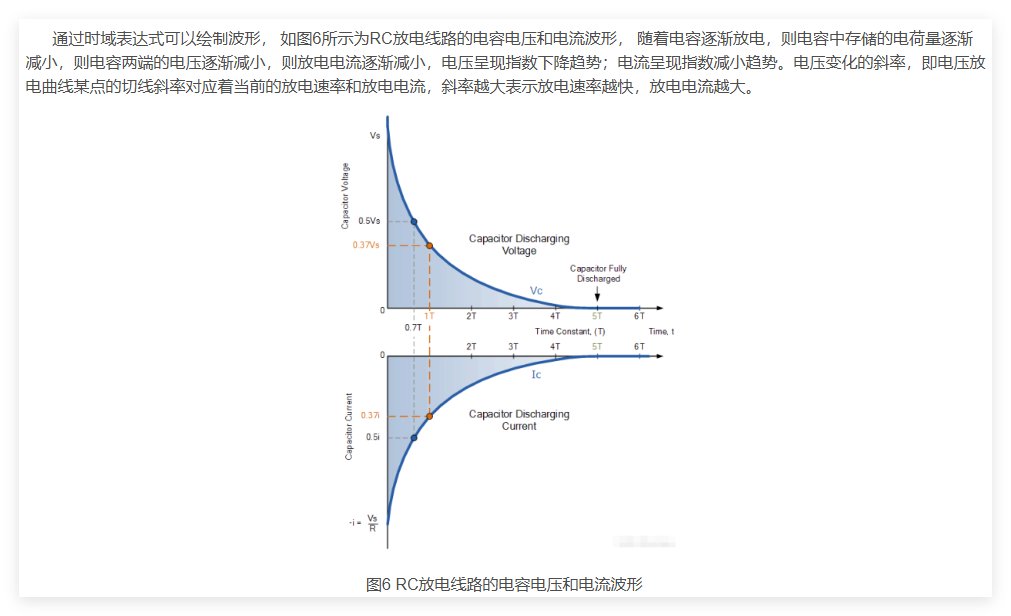 通过时域表达式可以绘制波形， 如图6所示为RC放电线路的电容电压和电流波形， 随着电容逐渐放电，则电容中存储的电荷量逐渐
减小，则电容两端的电压逐渐减小，则放电电流逐渐减小，电压呈现指数下降趋势；电流呈现指数减小趋势。电压变化的斜率，即电压放
电曲线某点的切线斜率对应着当前的放电速率和放电电流，斜率越大表示放电速率越快，放电电流越大。
Vs
Capacitor Voltage
0.5Vs
0.37Vs
Capacitor Discharging
Voltage
Capacitor Fully
Discharged
Vc
0
1T
2T
3T
4T
5T
6T
0.7T
Time Constant, (T)
Time, t
0
2T
3T
4T
5T
6T
Ic
Capacitor Current
0.37i
0.5i
Capacitor Discharging
Current
-i =
Vs
R
图6 RC放电线路的电容电压和电流波形